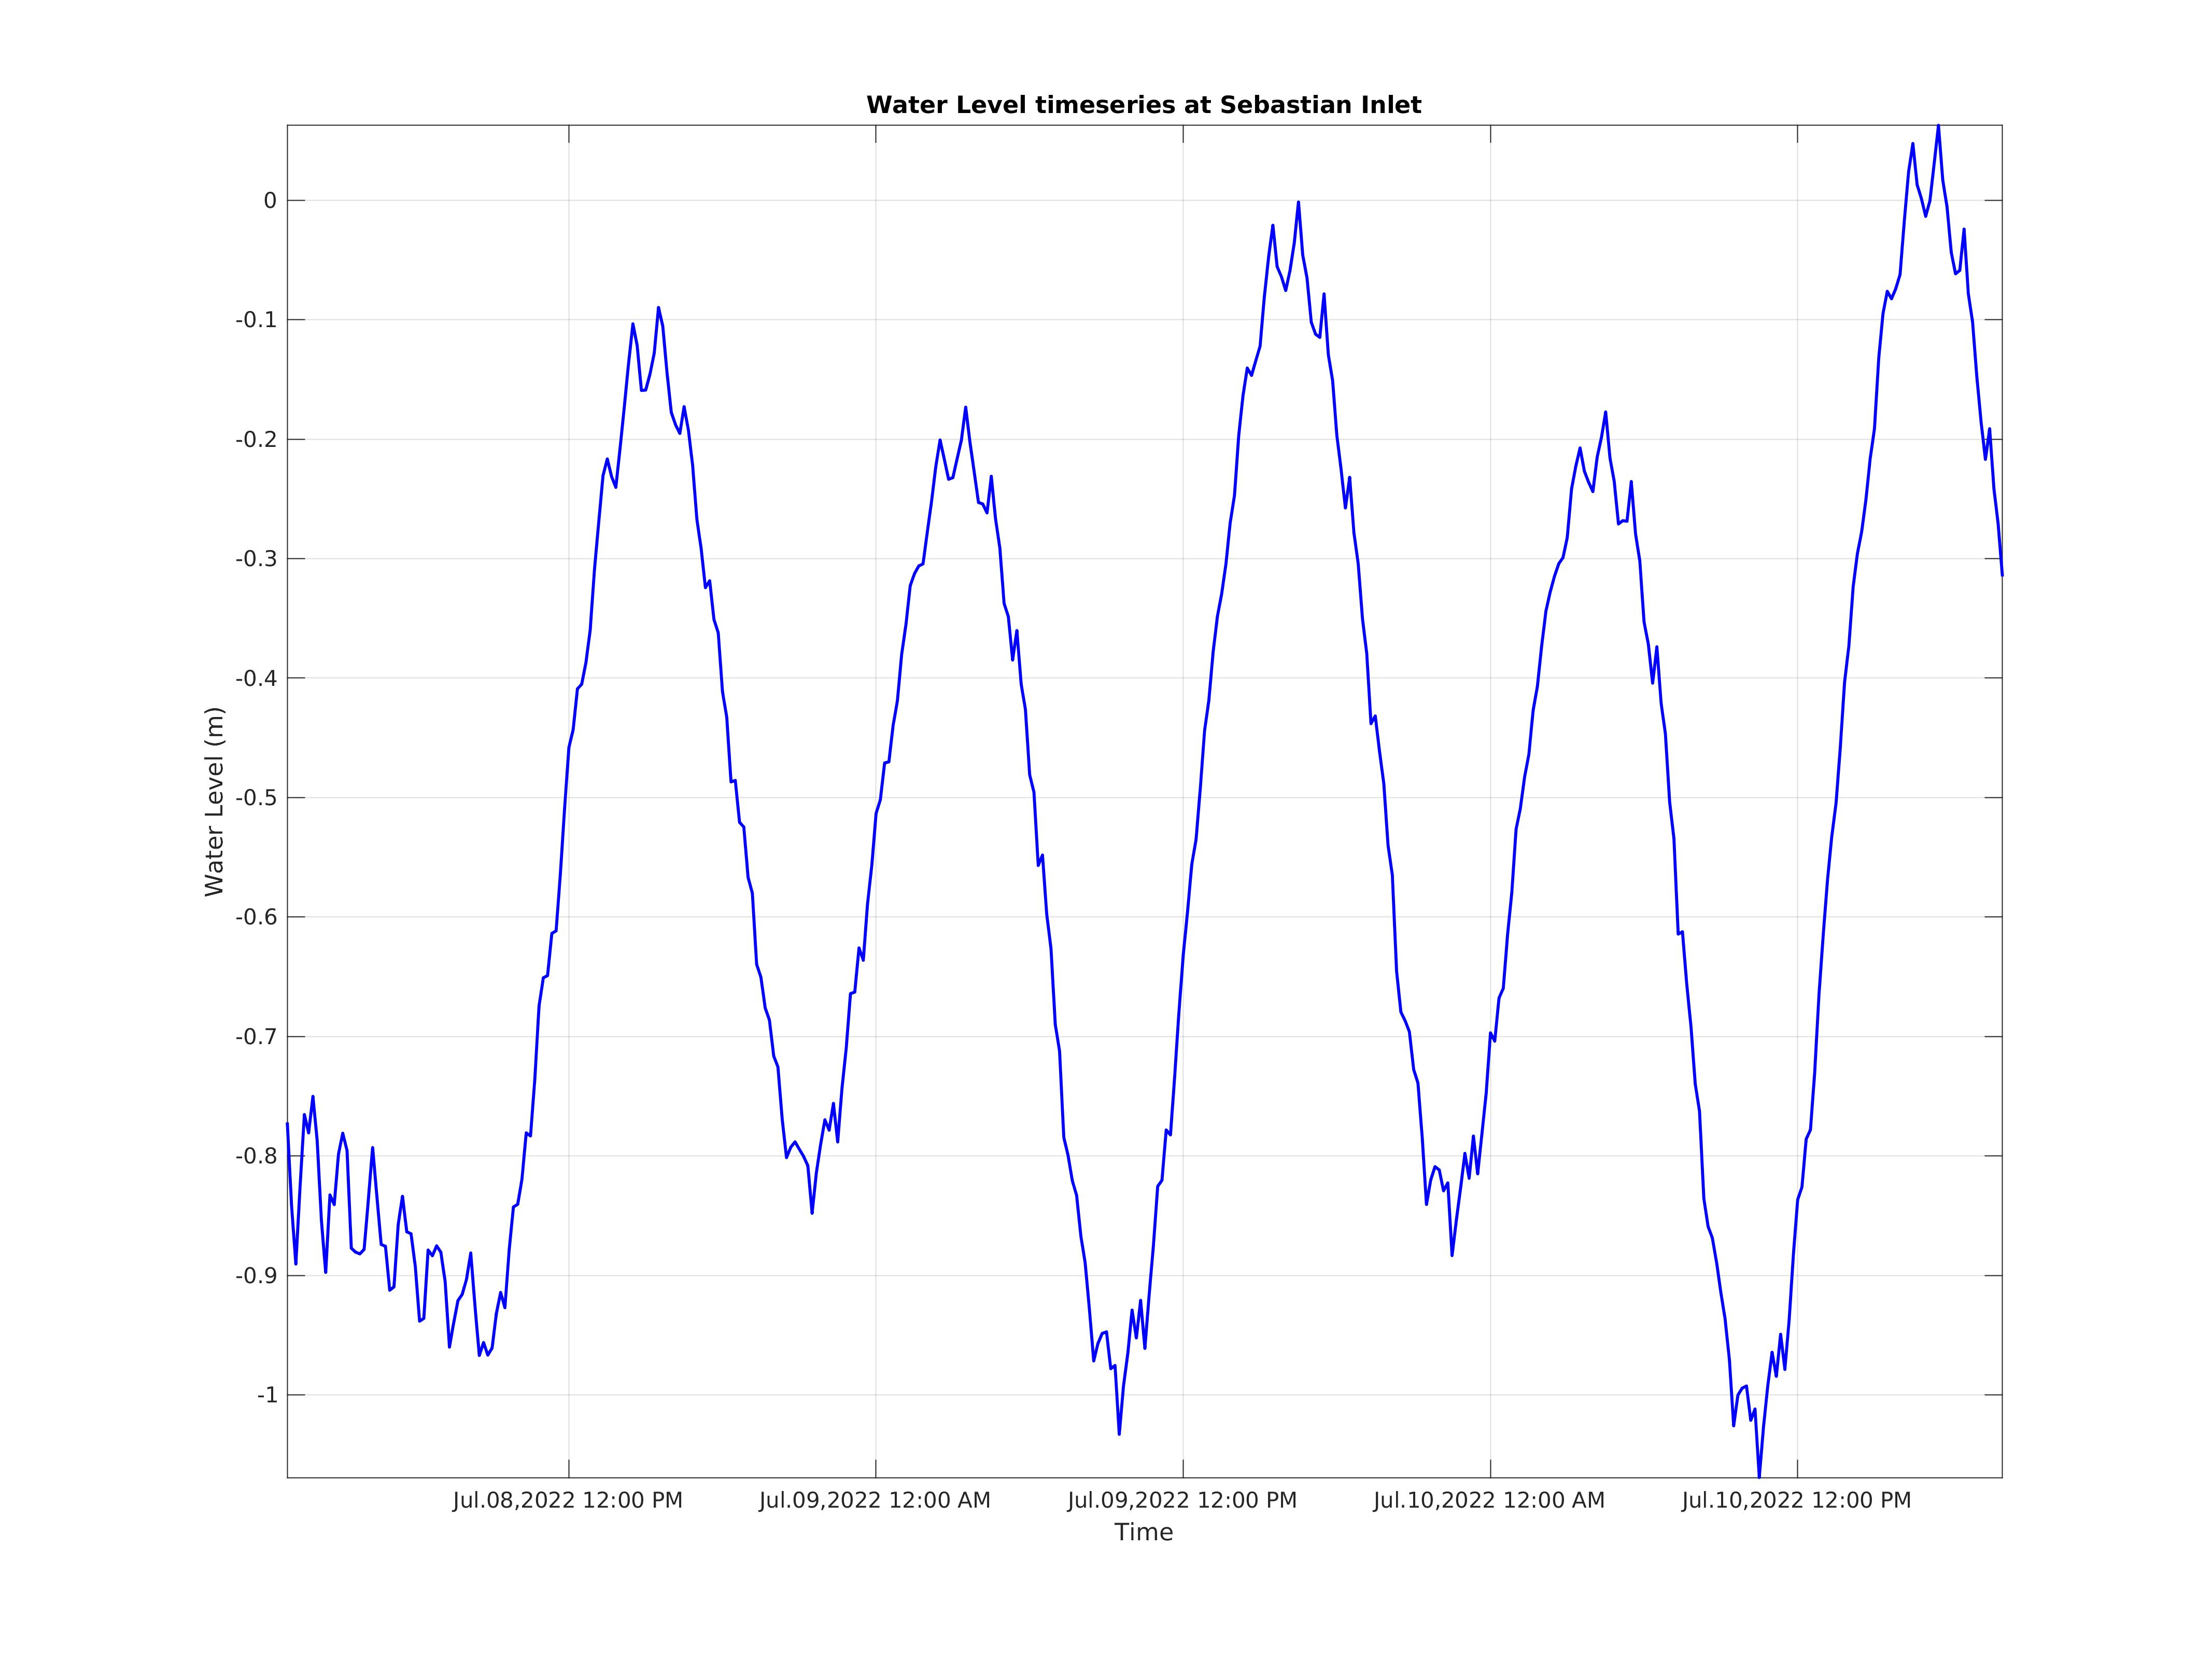 Water Level timeseries at Sebastian Inlet
0
-0.1
-0.2
-0.3
-0.4
-0.5
-0.6
-0.7
-0.8
-0.9
-1
Water Level (m)
Jul.08,2022 12:00 PM
Jul.09,2022 12:00 AM
Jul.09,2022 12:00 PM
Jul.10,2022 12:00 AM
Jul.10,2022 12:00 PM
Time